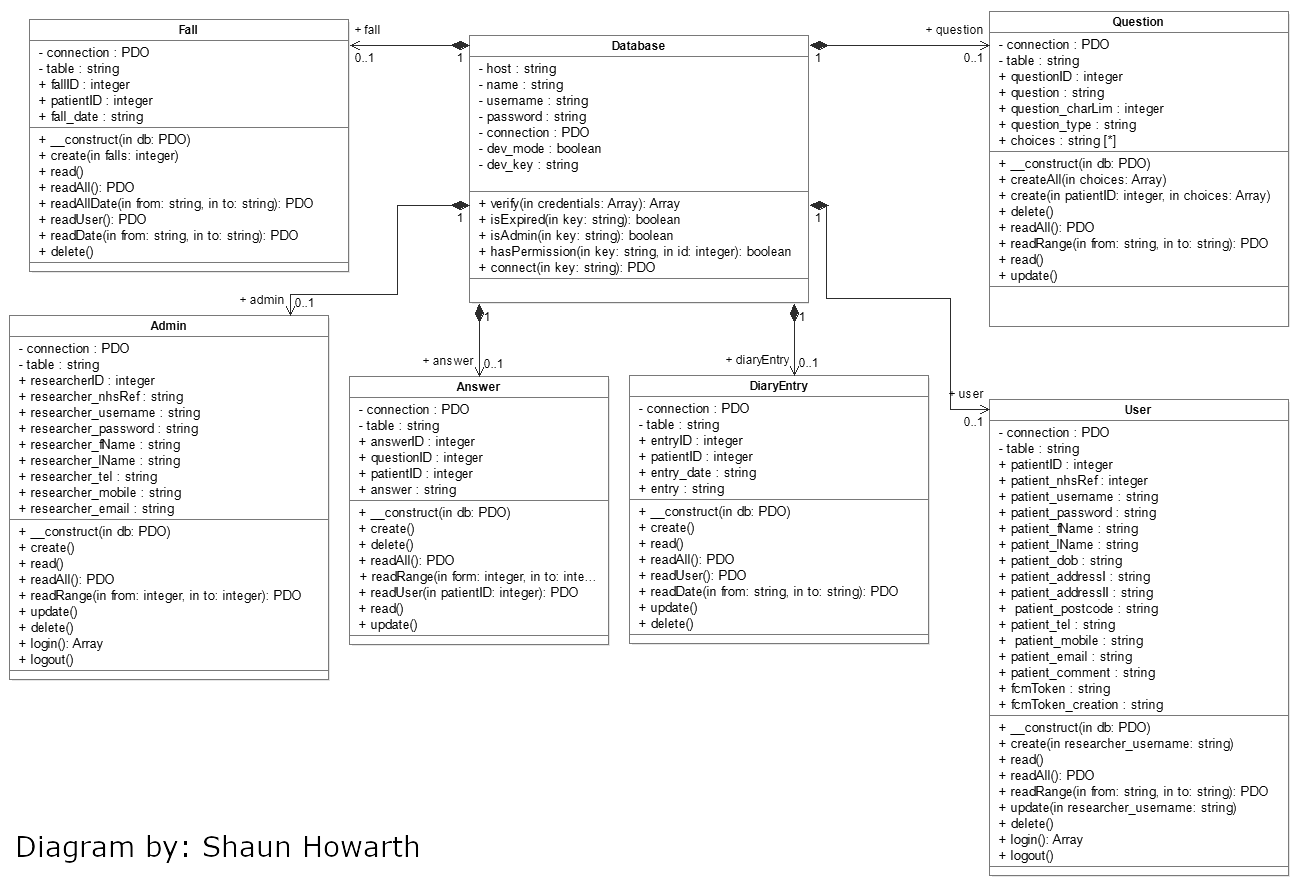 Fall
- connection : PDO
- table : string
+ fallID : integer
+ patientID : integer
+ fall_date : string
+ __construct(in db: PDO)
+ create(in falls: integer)
+ read()
+ readAll(): PDO
+ readAllDate(in from: string, in to: string): PDO
+ readUser(): PDO
+ readDate(in from: string, in to: string): PDO
+ delete()
+ fall
0..1
1
Database
- host : string
- name : string
- username : string
- password : string
- connection : PDO
- dev_mode : boolean
- dev_key : string
+ verify(in credentials: Array): Array
+ isExpired(in key: string): boolean
+ isAdmin(in key: string): boolean
+ hasPermission(in key: string, in id: integer): boolean
+ connect(in key: string): PDO
1
+ question
0..1
Question
- connection : PDO
- table : string
+ questionID : integer
+ question : string
+ question_charLim : integer
+ question_type : string
+ choices : string [*]
+ __construct(in db: PDO)
+ createAll(in choices: Array)
+ create(in patientID: integer, in choices: Array)
+ delete()
+ readAll(): PDO
+ readRange(in from: string, in to: string): PDO
+ read()
+ update()
1
1
+ admin
0..1
Admin
- connection : PDO
- table : string
+ researcherID : integer
+ researcher_nhsRef : string
+ researcher_username : string
+ researcher_password : string
+ researcher_fName : string
+ researcher_lName : string
+ researcher_tel : string
+ researcher_mobile : string
+ researcher_email : string
+ __construct(in db: PDO)
+ create()
+ read()
+ readAll(): PDO
+ readRange(in from: integer, in to: integer): PDO
+ update()
+ delete()
+ login(): Array
+ logout()
1
+ answer
0..1
Answer
- connection : PDO
- table : string
+ answerID : integer
+ questionID : integer
+ patientID : integer
+ answer : string
+ __construct(in db: PDO)
+ create()
+ delete()
+ readAll(): PDO
+ readRange(in form: integer, in to: inte...
+ readUser(in patientID: integer): PDO
+ read()
+ update()
1
+ diaryEntry
0..1
DiaryEntry
- connection : PDO
- table : string
+ entryID : integer
+ patientID : integer
+ entry_date : string
+ entry : string
+ __construct(in db: PDO)
+ create()
+ read()
+ readAll(): PDO
+ readUser(): PDO
+ readDate(in from: string, in to: string): PDO
+ update()
+ delete()
+ user
0..1
User
- connection : PDO
- table : string
+ patientID : integer
+ patient_nhsRef : integer
+ patient_username : string
+ patient_password : string
+ patient_fName : string
+ patient_lName : string
+ patient_dob : string
+ patient_addressI : string
+ patient_addressII : string
+ patient_postcode : string
+ patient_tel : string
+ patient_mobile : string
+ patient_email : string
+ patient_comment : string
+ fcmToken : string
+ fcmToken_creation : string
+ __construct(in db: PDO)
+ create(in researcher_username: string)
+ read()
+ readAll(): PDO
+ readRange(in from: string, in to: string): PDO
+ update(in researcher_username: string)
+ delete()
+ login(): Array
+ logout()
Diagram by: Shaun Howarth